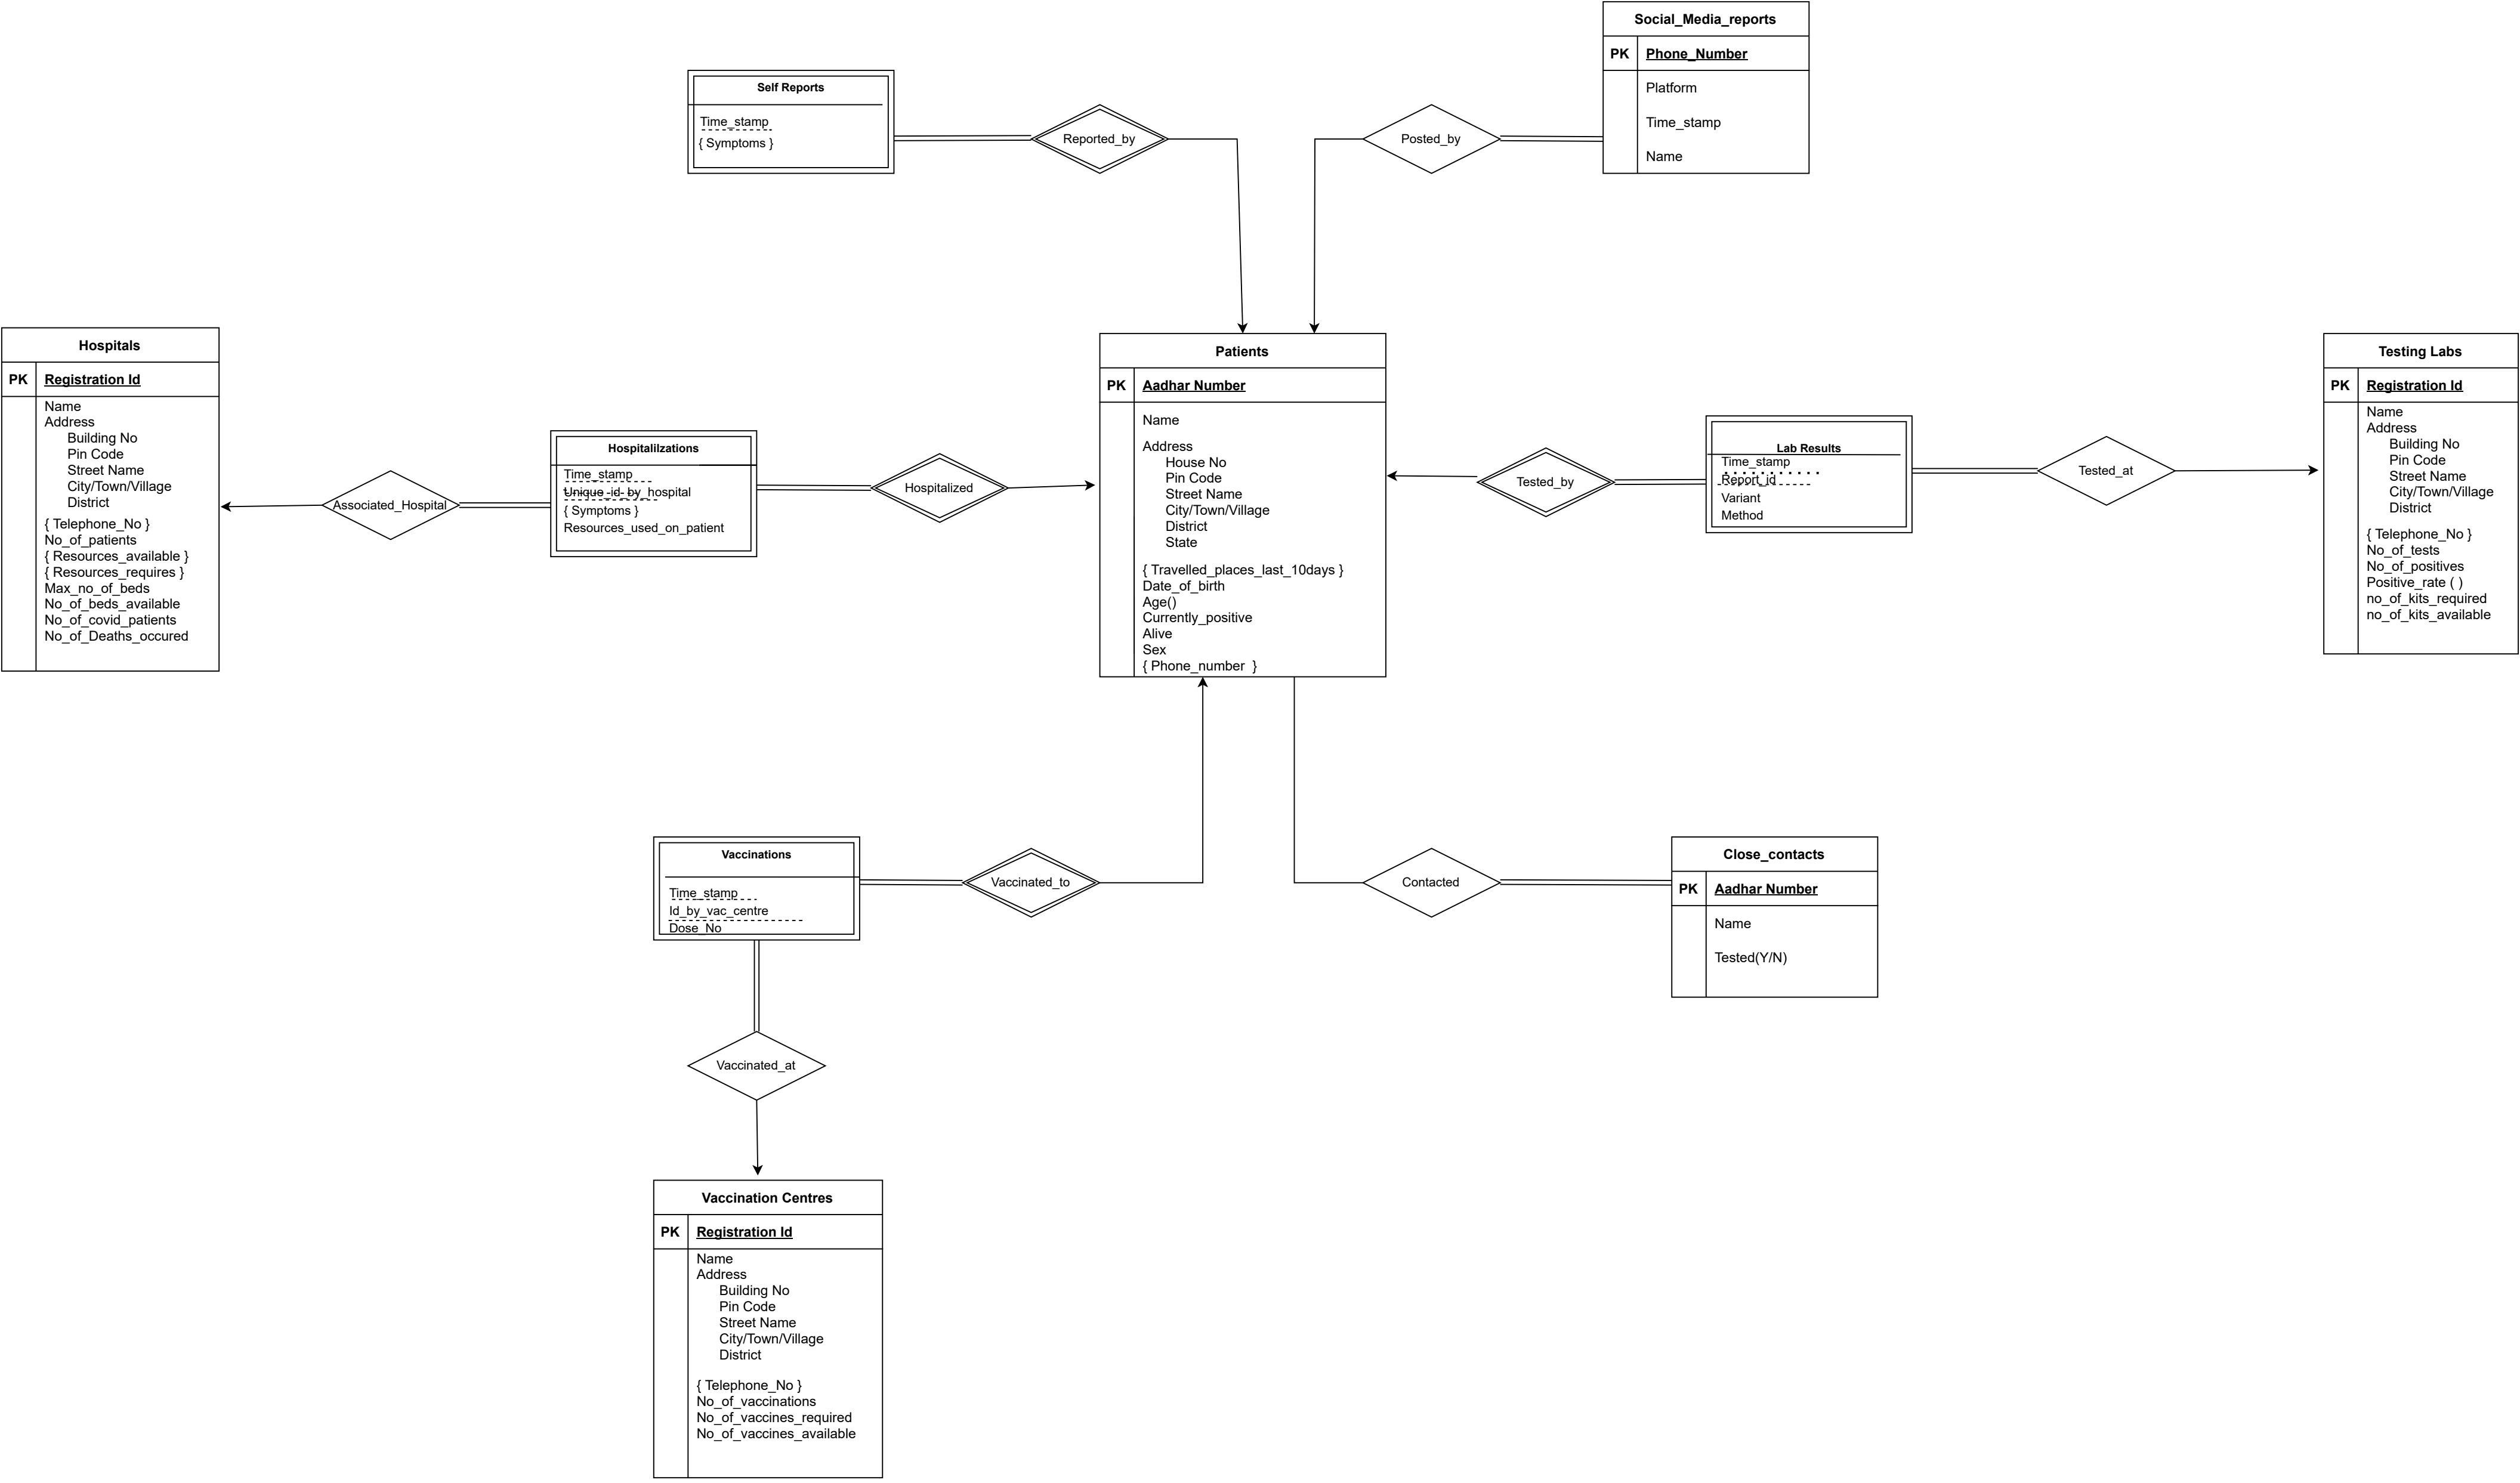 Social_Media_reports
PK Phone_Number
Platform
Time_stamp
Name
Self Reports
Time_stamp
{ Symptoms }
Reported_by
Posted_by
Hospitals
PK Registration Id
Name
Address
Building No
Pin Code
Street Name
City/Town/Village
District
{ Telephone_No }
No_of_patients
{ Resources_available }
{ Resources_requires }
Max_no_of_beds
No_of_beds_available
No_of_covid_patients
No_of_Deaths_occured
Associated_Hospital
Hospitalilzations
Time_stamp
Unique_id_by_hospital
{ Symptoms }
Resources_used_on_patient
Hospitalized
Patients
PK Aadhar Number
Name
Address
House No
Pin Code
Street Name
City/Town/Village
District
State
{ Travelled_places_last_10days }
Date_of_birth
Age()
Currently_positive
Alive
Sex
{ Phone_number }
Tested_by
Lab Results
Time_stamp
Report_id
Variant
Method
Tested_at
Testing Labs
PK Registration Id
Name
Address
Building No
Pin Code
Street Name
City/Town/Village
District
{ Telephone_No }
No_of_tests
No_of_positives
Positive_rate ( )
no_of_kits_required
no_of_kits_available
Vaccinations
Time_stamp
Id_by_vac_centre
Dose_No
Vaccinated_to
Contacted
Close_contacts
PK Aadhar Number
Name
Tested(Y/N)
Vaccinated_at
Vaccination Centres
PK Registration Id
Name
Address
Building No
Pin Code
Street Name
City/Town/Village
District
{ Telephone_No }
No_of_vaccinations
No_of_vaccines_required
No_of_vaccines_available